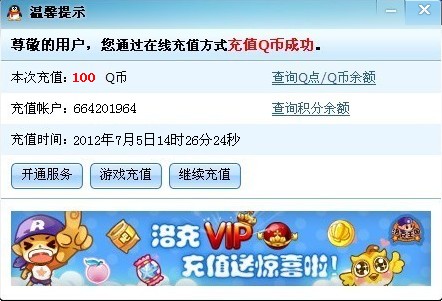 温馨提示
尊敬的用户，您通过在线充值方式充值Q币成功。
本次充值：100 Q币 查询Q点/Q币余额
充值帐户：664201964 查询积分余额
充值时间：2012年7月5日14时26分24秒
开通服务 游戏充值 继续充值
R
洛充VIP
充值送惊喜啦！